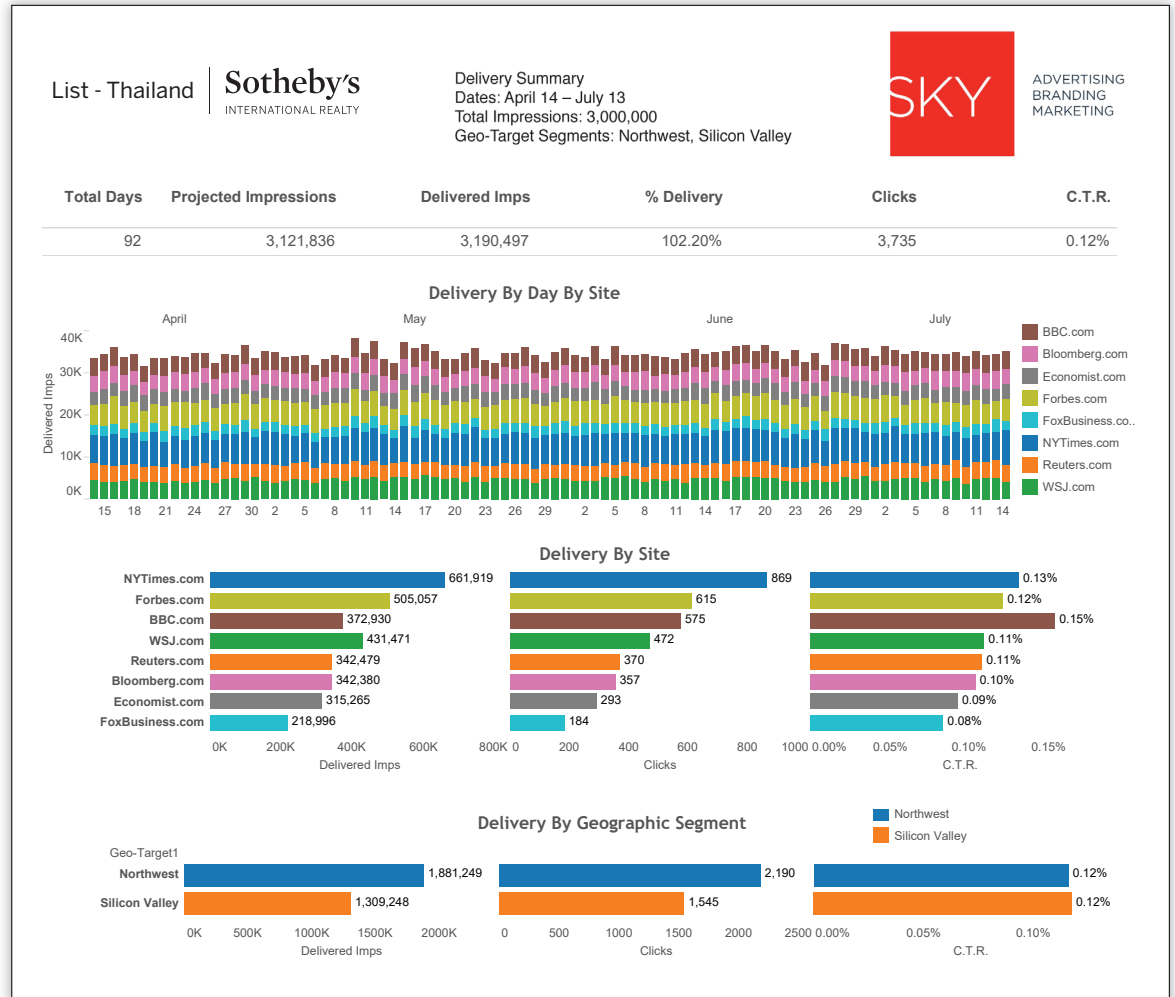 List - Thailand
Sotheby's
INTERNATIONAL REALTY
Delivery Summary
Dates: April 14 – July 13
Total Impressions: 3,000,000
Geo-Target Segments: Northwest, Silicon Valley
SKY
ADVERTISING
BRANDING
MARKETING
Total Days Projected Impressions Delivered Imps % Delivery Clicks C.T.R.
92 3,121,836 3,190,497 102.20% 3,735 0.12%
Delivery By Day By Site
April May June July
40K
30K
20K
10K
0K
Delivered Imps
15 18 21 24 27 30 2 5 8 11 14 17 20 23 26 29 2 5 8 11 14 17 20 23 26 29 2 5 8 11 14
BBC.com
Bloomberg.com
Economist.com
Forbes.com
FoxBusiness.co..
NYTimes.com
Reuters.com
WSJ.com
Delivery By Site
NYTimes.com 661,919 869 0.13%
Forbes.com 505,057 615 0.12%
BBC.com 372,930 575 0.15%
WSJ.com 431,471 472 0.11%
Reuters.com 342,479 370 0.11%
Bloomberg.com 342,380 357 0.10%
Economist.com 315,265 293 0.09%
FoxBusiness.com 218,996 184 0.08%
0K 200K 400K 600K 800K 0 200 400 600 800 1000 0.00% 0.05% 0.10% 0.15%
Delivered Imps Clicks C.T.R.
Delivery By Geographic Segment
Northwest
Silicon Valley
Geo-Target1
Northwest 1,881,249 2,190 0.12%
Silicon Valley 1,309,248 1,545 0.12%
0K 500K 1000K 1500K 2000K 0 500 1000 1500 2000 2500 0.00% 0.05% 0.10%
Delivered Imps Clicks C.T.R.